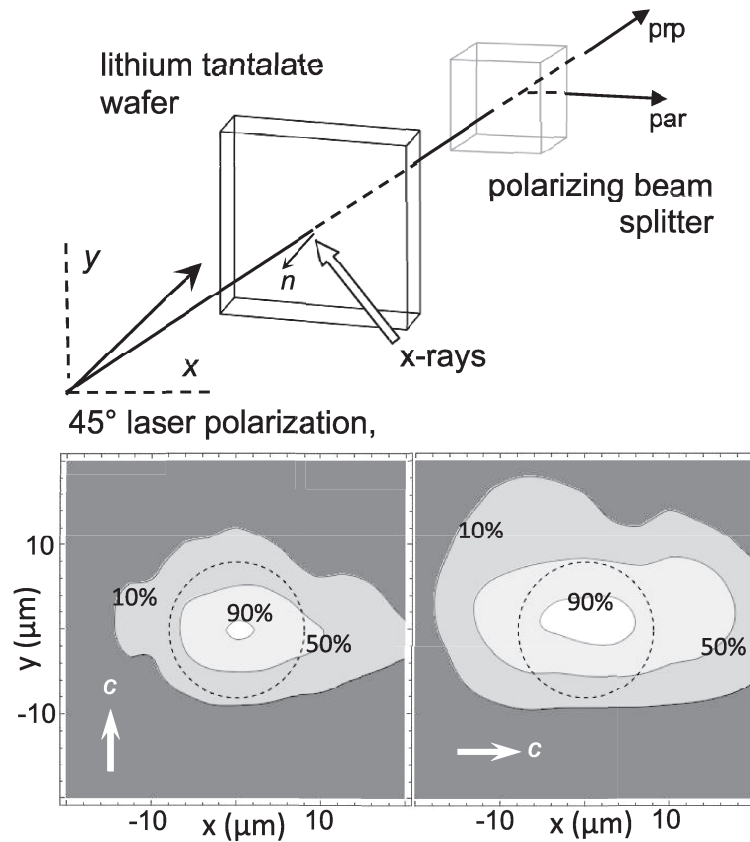 prp
lithium tantalate
wafer
par
polarizing beam
splitter
y
n
x
x-rays
45° laser polarization,
10%
10
10%
90%
90%
50%
50%
y (μm)
c
-10
c
-10
x (μm)
10
-10
x (μm)
10